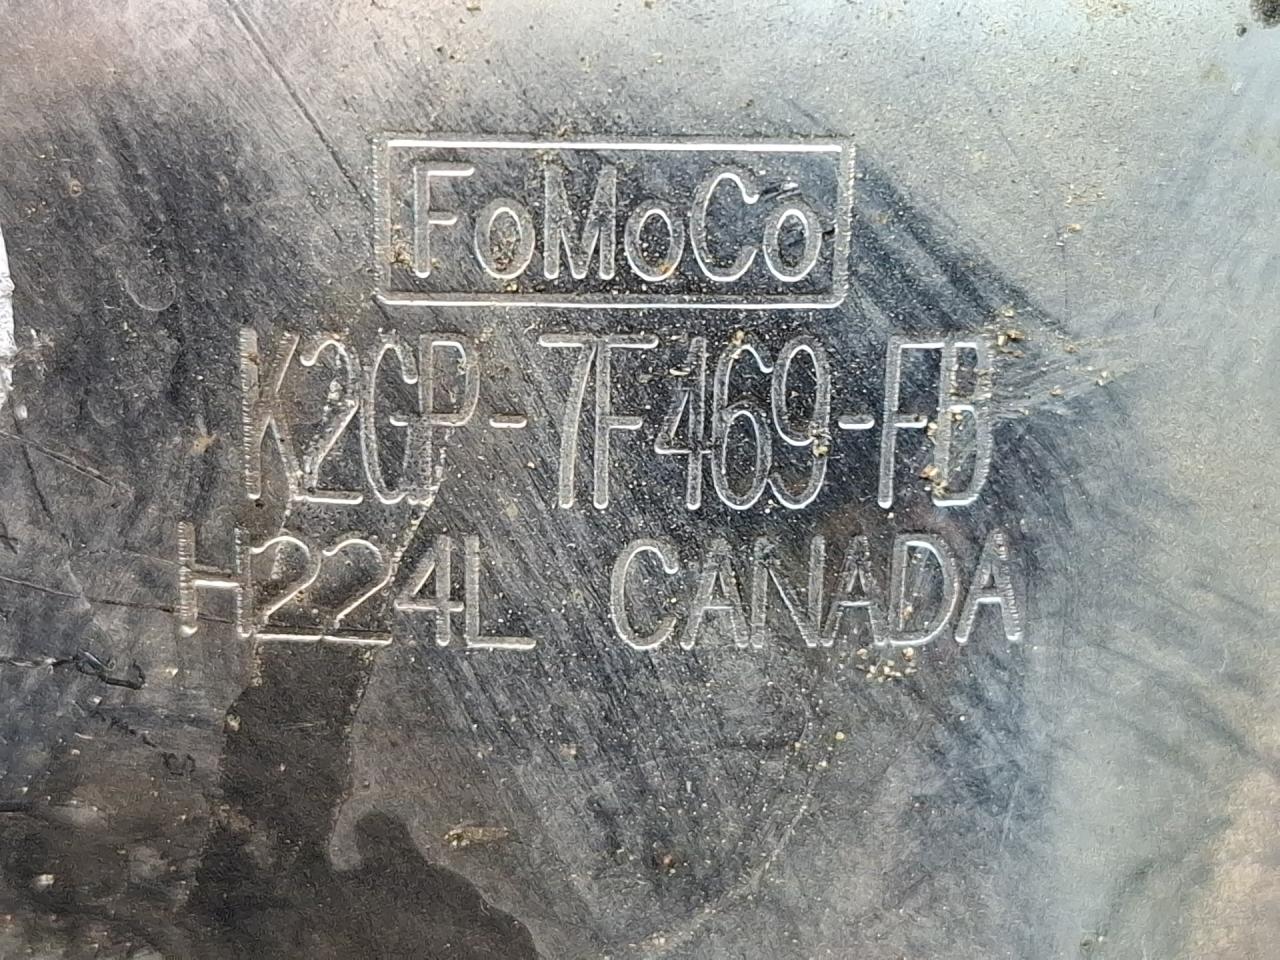 FoMoCo
K2GP-7F469-FB
H224L CANADA